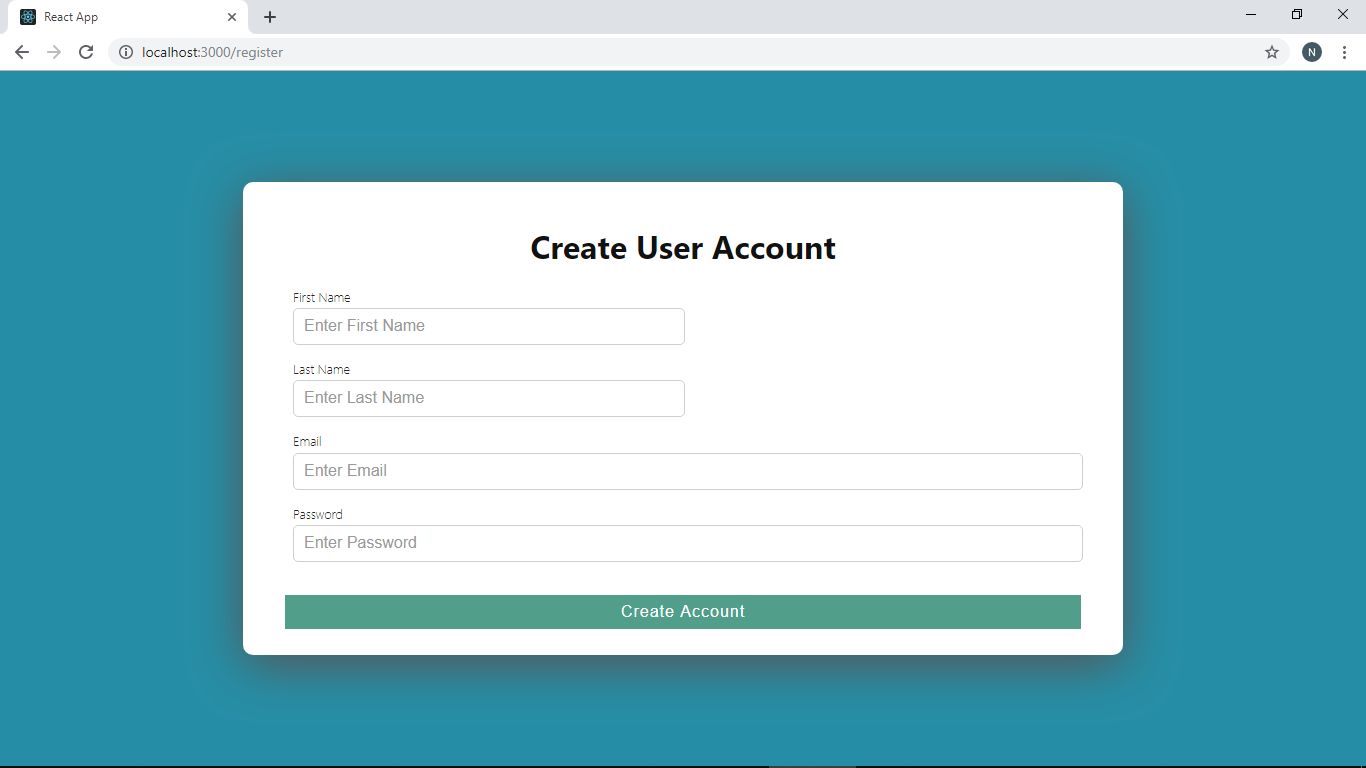 React App
localhost:3000/register
N
Create User Account
First Name
Enter First Name
Last Name
Enter Last Name
Email
Enter Email
Password
Enter Password
Create Account